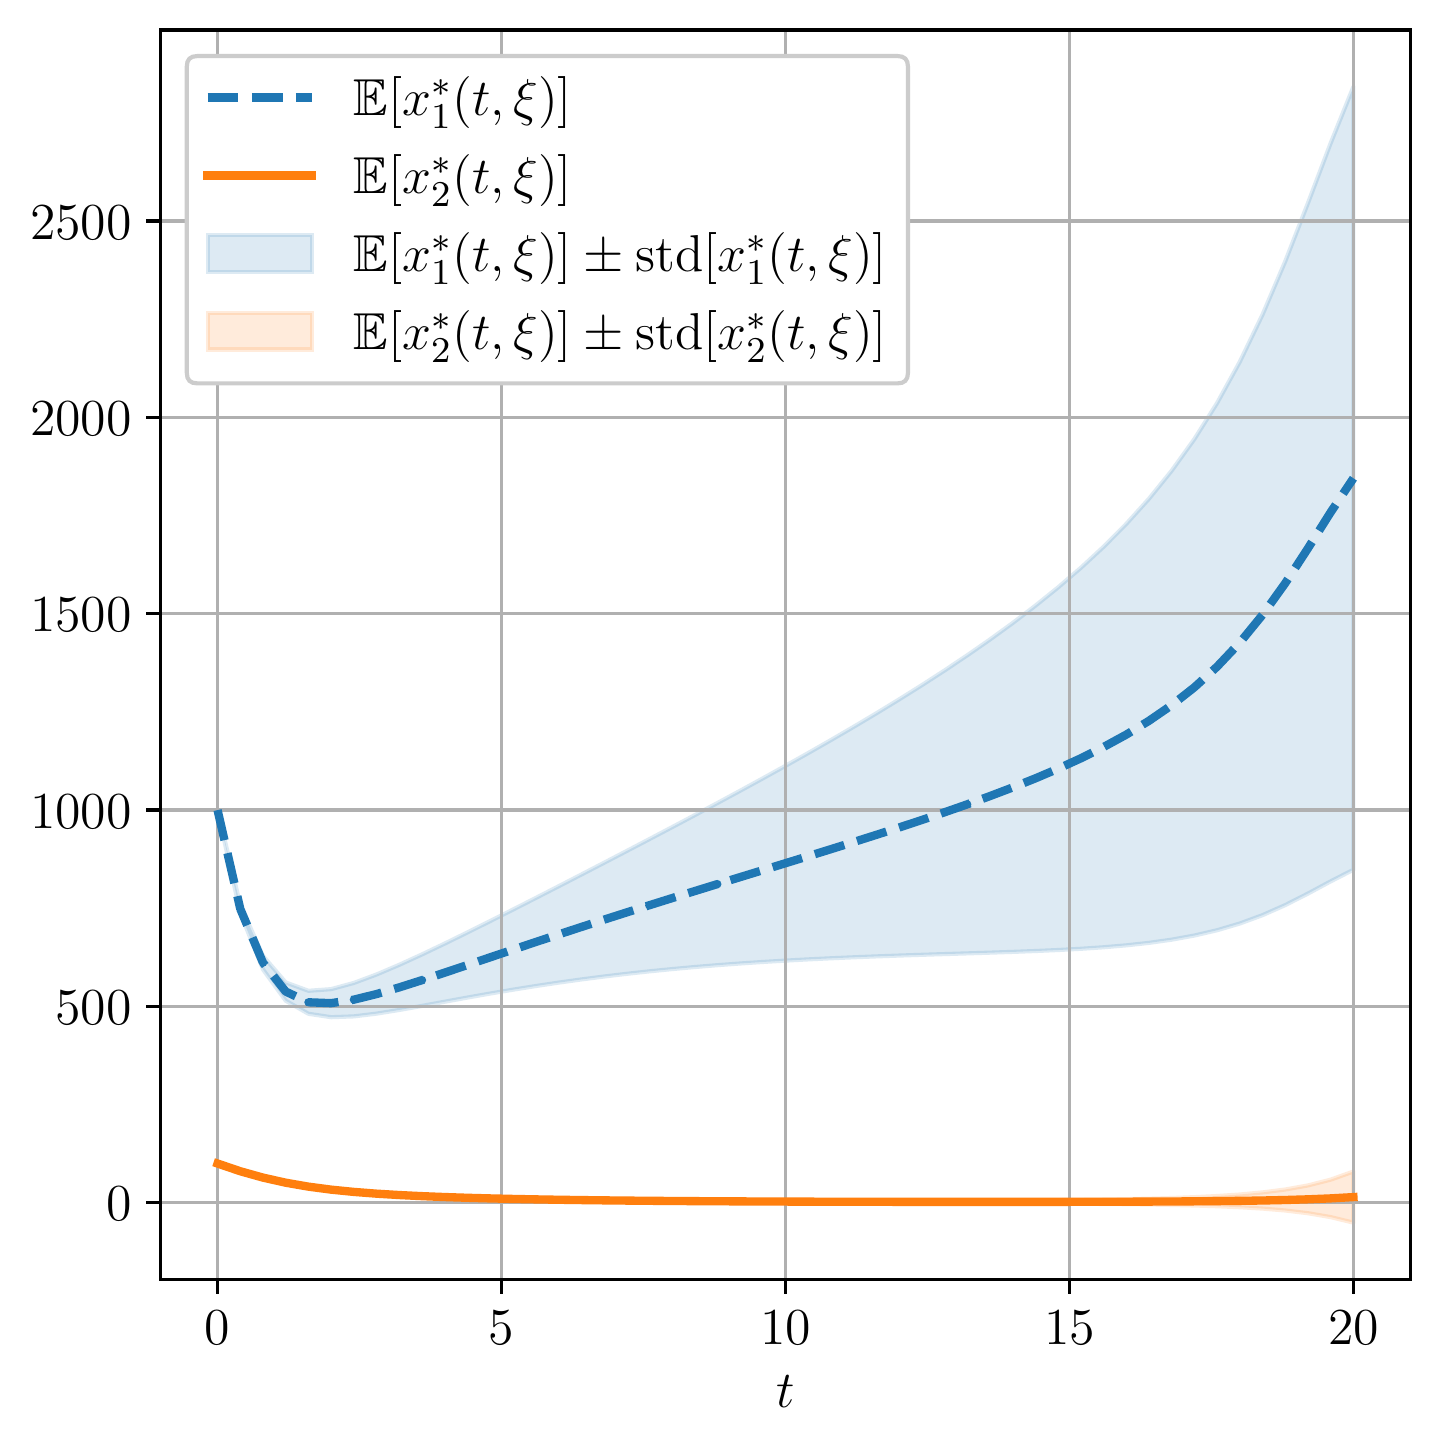 𝔼[x₁*(t, ξ)]
𝔼[x₂*(t, ξ)]
𝔼[x₁*(t, ξ)] ± std[x₁*(t, ξ)]
𝔼[x₂*(t, ξ)] ± std[x₂*(t, ξ)]
2500
2000
1500
1000
500
0
0 5 10 15 20
t